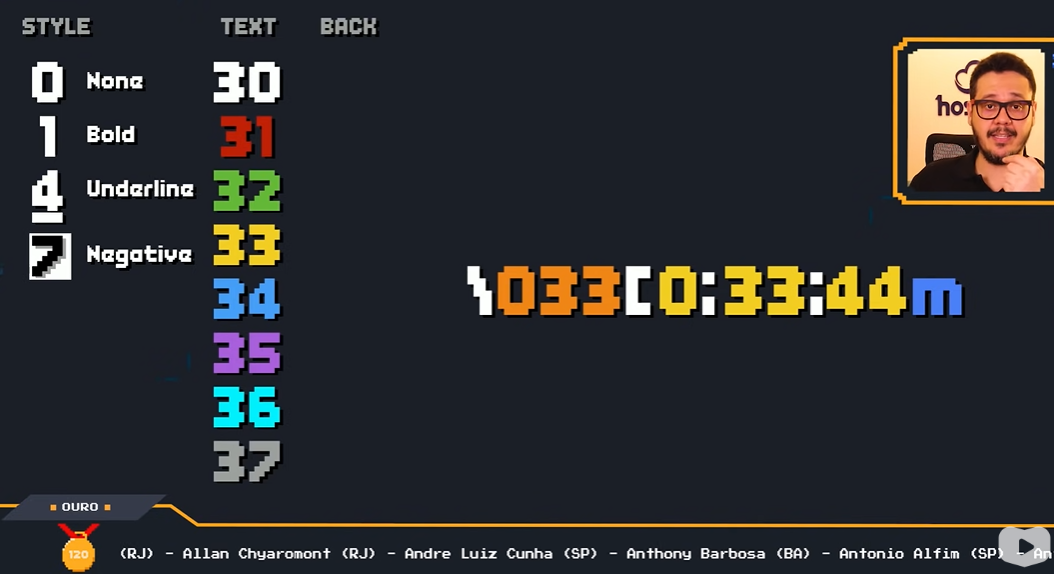 STYLE TEXT BACK
0 None 30
1 Bold 31
4 Underline 32
7 Negative 33
34
35
36
37
\033[0:33:44m
OURO
120
(RJ) - Allan Chyaromont (RJ) - Andre Luiz Cunha (SP) - Anthony Barbosa (BA) - Antonio Alfim (SP) - An